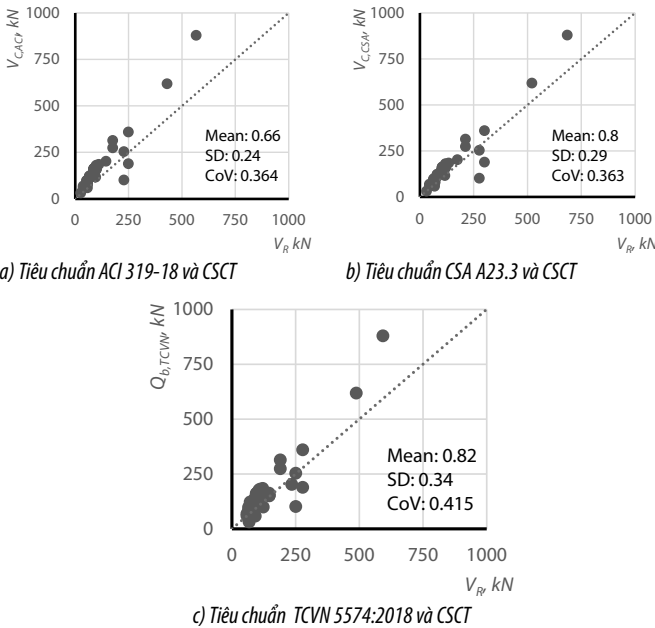 V_C,ACI, kN
1000
750
500
250
0
Mean: 0.66
SD: 0.24
CoV: 0.364
0 250 500 750 1000
V_R, kN
a) Tiêu chuẩn ACI 319-18 và CSCT
V_C,CSA, kN
1000
750
500
250
0
Mean: 0.8
SD: 0.29
CoV: 0.363
0 250 500 750 1000
V_R, kN
b) Tiêu chuẩn CSA A23.3 và CSCT
Q_b,TCVN, kN
1000
750
500
250
0
Mean: 0.82
SD: 0.34
CoV: 0.415
0 250 500 750 1000
V_R, kN
c) Tiêu chuẩn TCVN 5574:2018 và CSCT